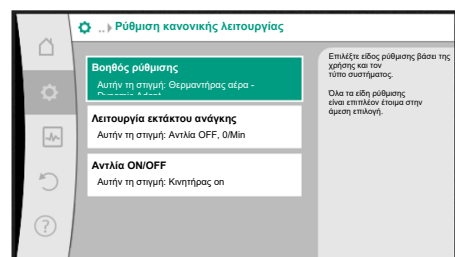 .. Ρύθμιση κανονικής λειτουργίας
Βοηθός ρύθμισης
Αυτήν τη στιγμή: Θερμαντήρας αέρα -
Dynamic Adapt
Λειτουργία εκτάκτου ανάγκης
Αυτήν τη στιγμή: Αντλία OFF, 0/Min
Αντλία ON/OFF
Αυτήν τη στιγμή: Κινητήρας on
Επιλέξτε είδος ρύθμισης βάσει της
χρήσης και τον
τύπο συστήματος.
Όλα τα είδη ρύθμισης
είναι επιπλέον έτοιμα στην
άμεση επιλογή.
?